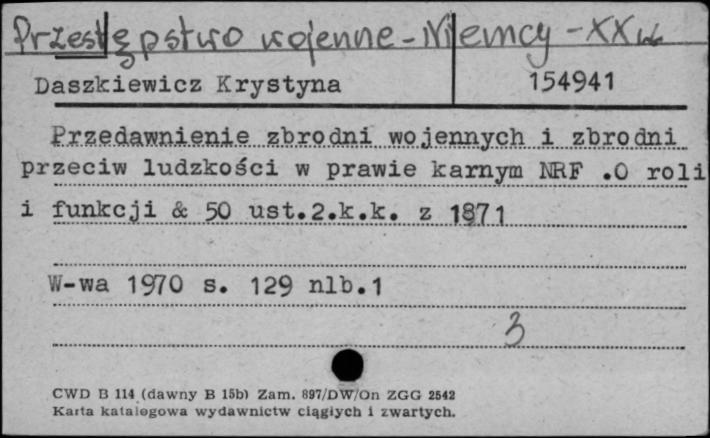 Przestępstwo wojenne - Niemcy - XX w.
Daszkiewicz Krystyna 154941
Przedawnienie zbrodni wojennych i zbrodni
przeciw ludzkości w prawie karnym NRF .O roli
i funkcji & 50 ust.2.k.k. z 1871
W-wa 1970 s. 129 nlb.1
3
CWD B 114 (dawny B 15b) Zam. 897/DW/On ZGG 2542
Karta katalogowa wydawnictw ciągłych i zwartych.